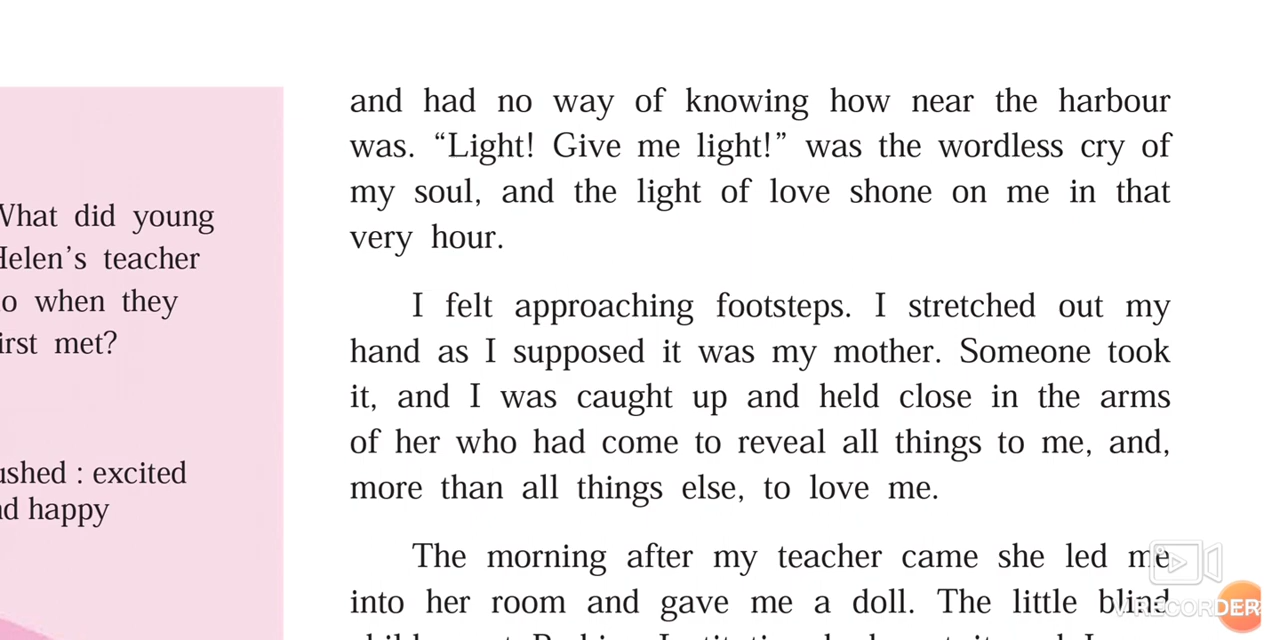 and had no way of knowing how near the harbour
was. “Light! Give me light!” was the wordless cry of
my soul, and the light of love shone on me in that
very hour.
I felt approaching footsteps. I stretched out my
hand as I supposed it was my mother. Someone took
it, and I was caught up and held close in the arms
of her who had come to reveal all things to me, and,
more than all things else, to love me.
The morning after my teacher came she led me
into her room and gave me a doll. The little blind
What did young
Helen’s teacher
o when they
irst met?
ushed : excited
nd happy
V RECORDER